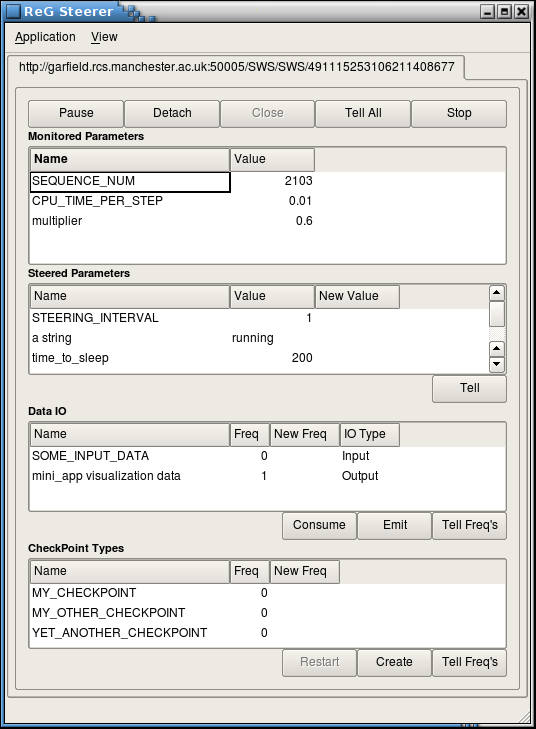 ReG Steerer
Application View
http://garfield.rcs.manchester.ac.uk:50005/SWS/SWS/491115253106211408677
Pause Detach Close Tell All Stop
Monitored Parameters
Name Value
SEQUENCE_NUM 2103
CPU_TIME_PER_STEP 0.01
multiplier 0.6
Steered Parameters
Name Value New Value
STEERING_INTERVAL 1
a string running
time_to_sleep 200
Tell
Data IO
Name Freq New Freq IO Type
SOME_INPUT_DATA 0 Input
mini_app visualization data 1 Output
Consume Emit Tell Freq's
CheckPoint Types
Name Freq New Freq
MY_CHECKPOINT 0
MY_OTHER_CHECKPOINT 0
YET_ANOTHER_CHECKPOINT 0
Restart Create Tell Freq's